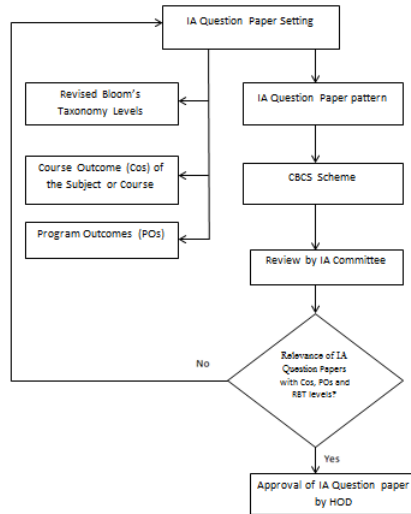 IA Question Paper Setting
Revised Bloom's
Taxonomy Levels
IA Question Paper pattern
Course Outcome (Cos) of
the Subject or Course
CBCS Scheme
Program Outcomes (POs)
Review by IA Committee
Relevance of IA
Question Papers
with Cos, POs and
RBT levels?
No
Yes
Approval of IA Question paper
by HOD